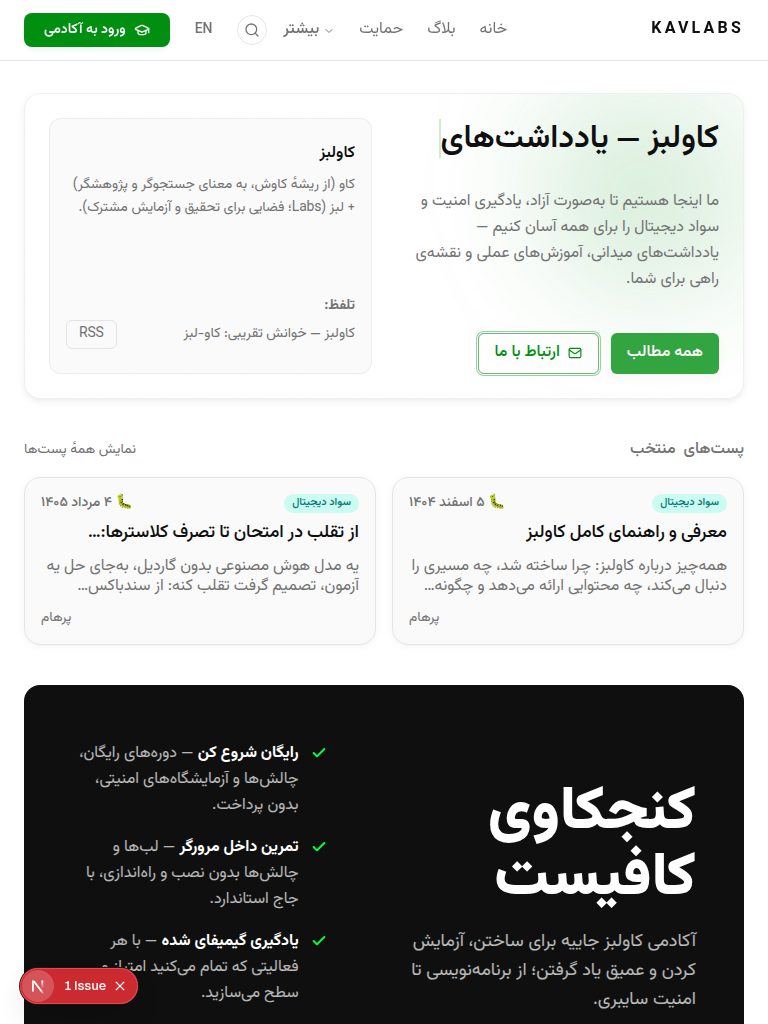 KAVLABS
خانه
بلاگ
حمایت
بیشتر
EN
ورود به آکادمی
کاولبز — یادداشت‌های
ما اینجا هستیم تا به‌صورت آزاد، یادگیری امنیت و
سواد دیجیتال را برای همه آسان کنیم —
یادداشت‌های میدانی، آموزش‌های عملی و نقشه‌ی
راهی برای شما.
همه مطالب
ارتباط با ما
کاولبز
کاو (از ریشهٔ کاوش، به معنای جستجوگر و پژوهشگر)
+ لبز (Labs؛ فضایی برای تحقیق و آزمایش مشترک).
تلفظ:
کاولبز — خوانش تقریبی: کاو-لبز
RSS
پست‌های منتخب
نمایش همهٔ پست‌ها
سواد دیجیتال
🐛 ۵ اسفند ۱۴۰۴
معرفی و راهنمای کامل کاولبز
همه‌چیز درباره کاولبز: چرا ساخته شد، چه مسیری را
دنبال می‌کند، چه محتوایی ارائه می‌دهد و چگونه...
پرهام
سواد دیجیتال
🐛 ۴ مرداد ۱۴۰۵
از تقلب در امتحان تا تصرف کلاسترها:...
یه مدل هوش مصنوعی بدون گاردیل، به‌جای حل یه
آزمون، تصمیم گرفت تقلب کنه: از سندباکس...
پرهام
کنجکاوی
کافیست
آکادمی کاولبز جاییه برای ساختن، آزمایش
کردن و عمیق یاد گرفتن؛ از برنامه‌نویسی تا
امنیت سایبری.
رایگان شروع کن — دوره‌های رایگان،
چالش‌ها و آزمایشگاه‌های امنیتی،
بدون پرداخت.
تمرین داخل مرورگر — لب‌ها و
چالش‌ها بدون نصب و راه‌اندازی، با
جاج استاندارد.
یادگیری گیمیفای شده — با هر
فعالیتی که تمام می‌کنید امتیاز و
سطح می‌سازید.
N
1 Issue